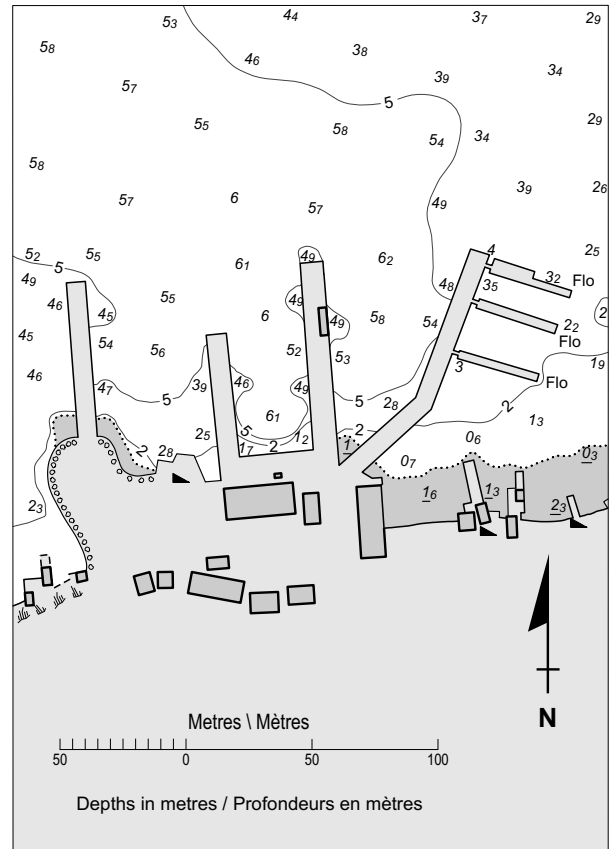 5₃ 4₄ 3₇ 2₉
5₈ 4₆ 3₈ 3₉ 3₄
5₇ 5
5₅ 5₈ 5₄ 3₄ 2₉
5₈
5₇ 6 5₇ 4₉ 3₉ 2₆
5₂ 5 5₅ 6₁ 4₉ 6₂ 4 2₅
4₉ 4₈ 3₅ 3₂ Flo
4₆ 4₅ 5₅ 6 4₉ 4₉ 5₈ 5₄ 2₂ 2
4₅ 5₄ 5₆ 5₂ 5₃ 3 Flo
4₆ 4₇ 3₉ 4₆ 4₉ 1₉
5 5 Flo
2₈ 2
6₁ 1₃
2₅ 5 2 1₂ 2 0₆
2 2₈ 1₇ 1 0₇ 0₃
2₃ 1₆ 1₃ 2₃
N
Metres \ Mètres
50 0 50 100
Depths in metres / Profondeurs en mètres